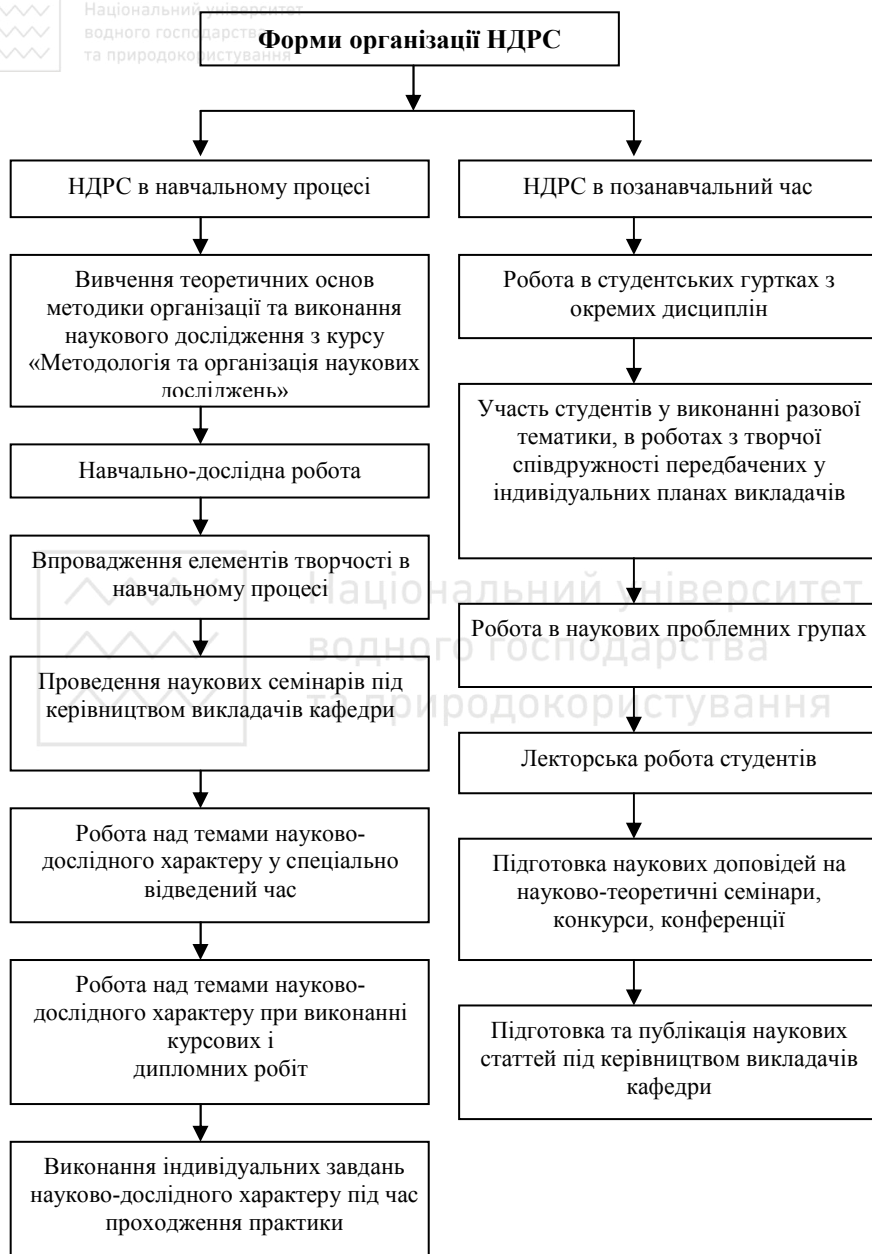 Національний університет
водного господарства
та природокористування
Форми організації НДРС
НДРС в навчальному процесі
Вивчення теоретичних основ
методики організації та виконання
наукового дослідження з курсу
«Методологія та організація наукових
досліджень»
Навчально-дослідна робота
Впровадження елементів творчості в
навчальному процесі
Проведення наукових семінарів під
керівництвом викладачів кафедри
Робота над темами науково-
дослідного характеру у спеціально
відведений час
Робота над темами науково-
дослідного характеру при виконанні
курсових і
дипломних робіт
Виконання індивідуальних завдань
науково-дослідного характеру під час
проходження практики
НДРС в позанавчальний час
Робота в студентських гуртках з
окремих дисциплін
Участь студентів у виконанні разової
тематики, в роботах з творчої
співдружності передбачених у
індивідуальних планах викладачів
Робота в наукових проблемних групах
Лекторська робота студентів
Підготовка наукових доповідей на
науково-теоретичні семінари,
конкурси, конференції
Підготовка та публікація наукових
статтей під керівництвом викладачів
кафедри
Національний університет
водного господарства
та природокористування